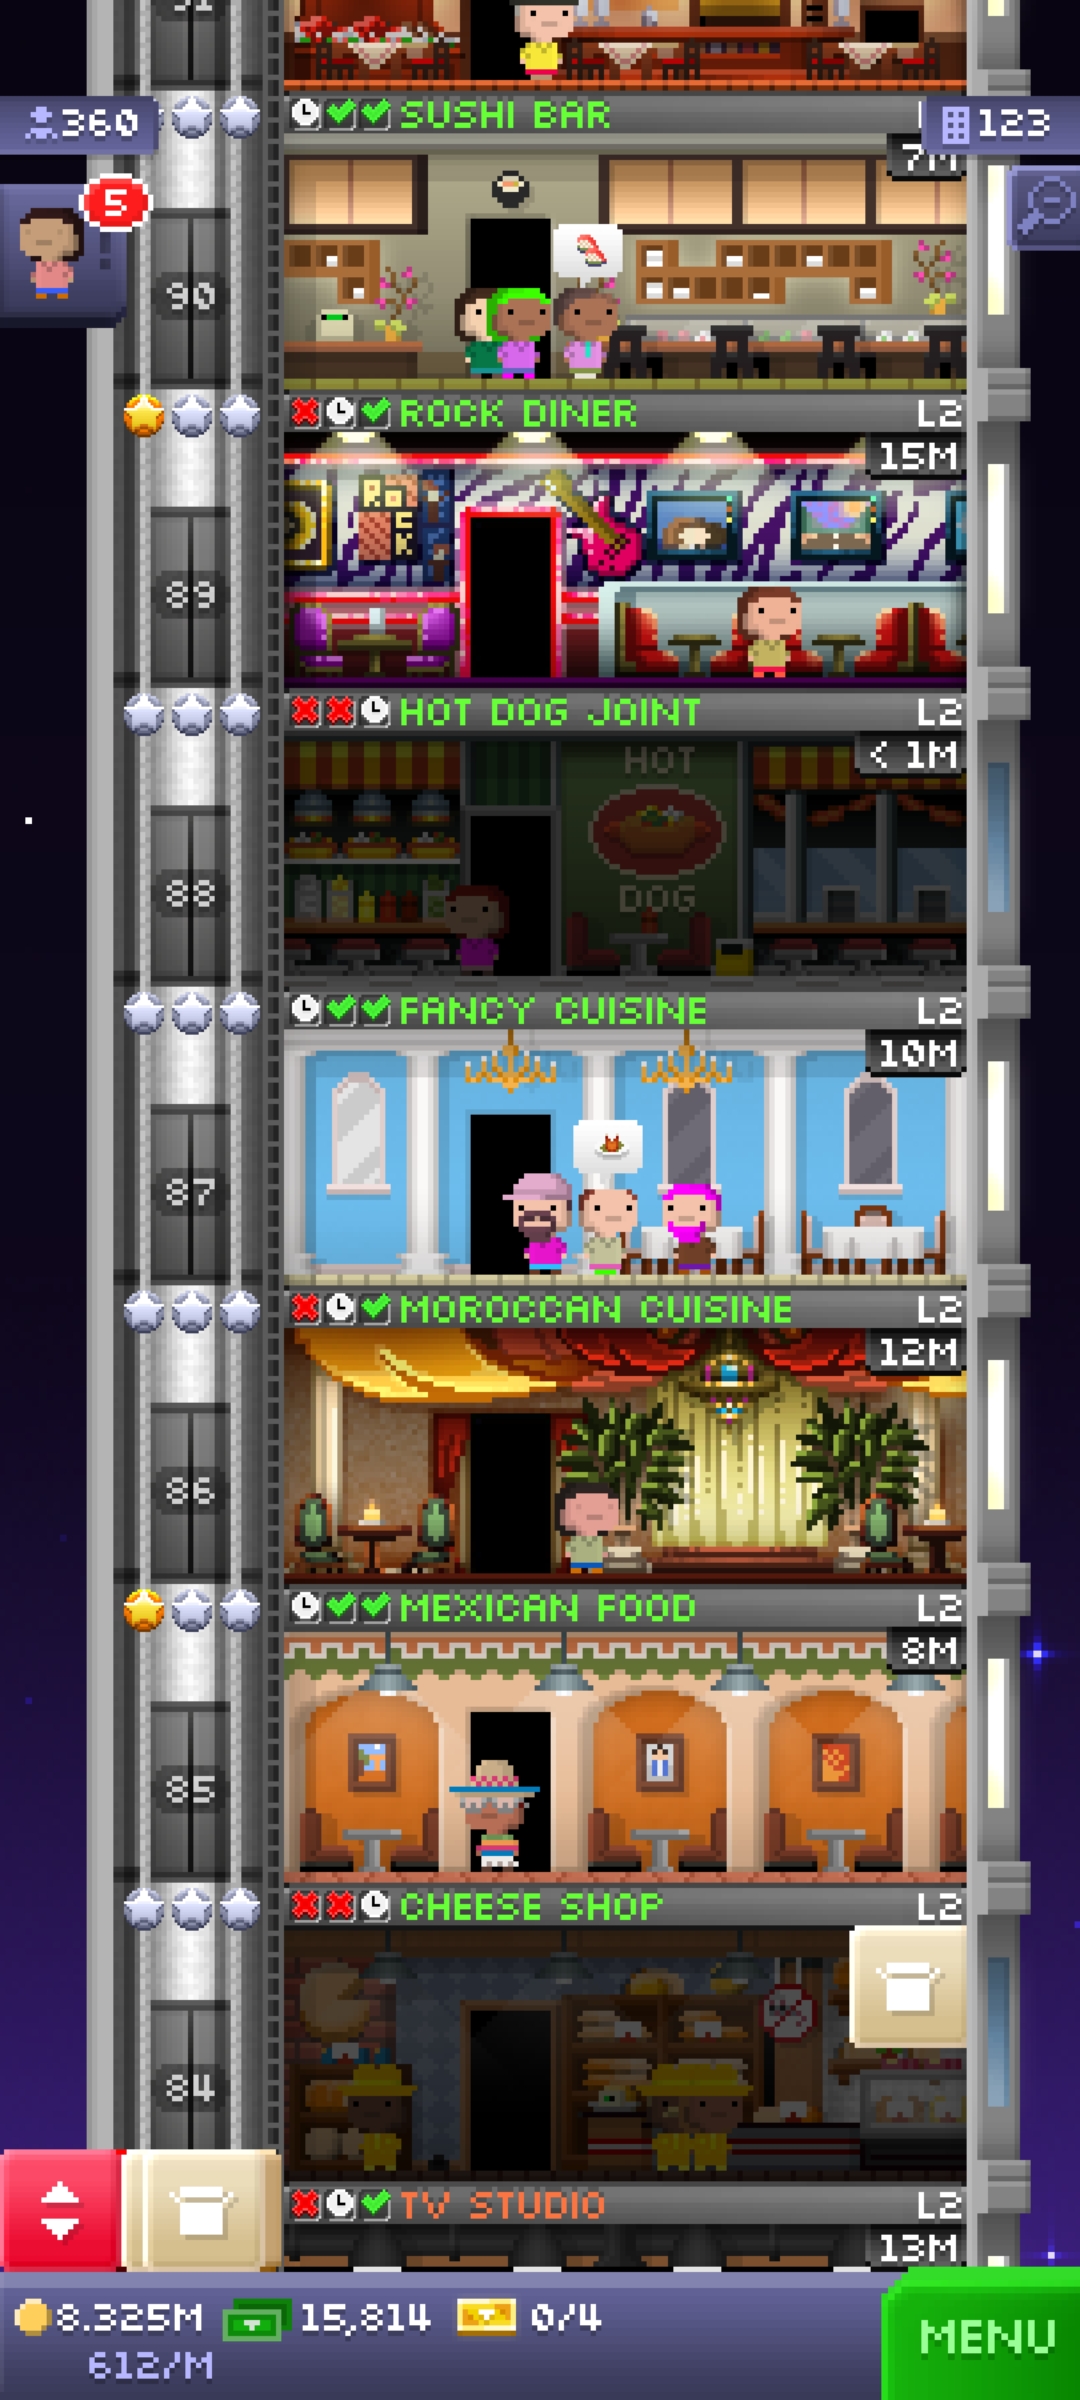 91
SUSHI BAR
360
123
5
7M
90
ROCK DINER L2
15M
ROCK
89
HOT DOG JOINT L2
< 1M
HOT
DOG
88
FANCY CUISINE L2
10M
87
MOROCCAN CUISINE L2
12M
86
MEXICAN FOOD L2
8M
85
CHEESE SHOP L2
84
TV STUDIO L2
13M
8.325M 15,814 0/4
612/M
MENU